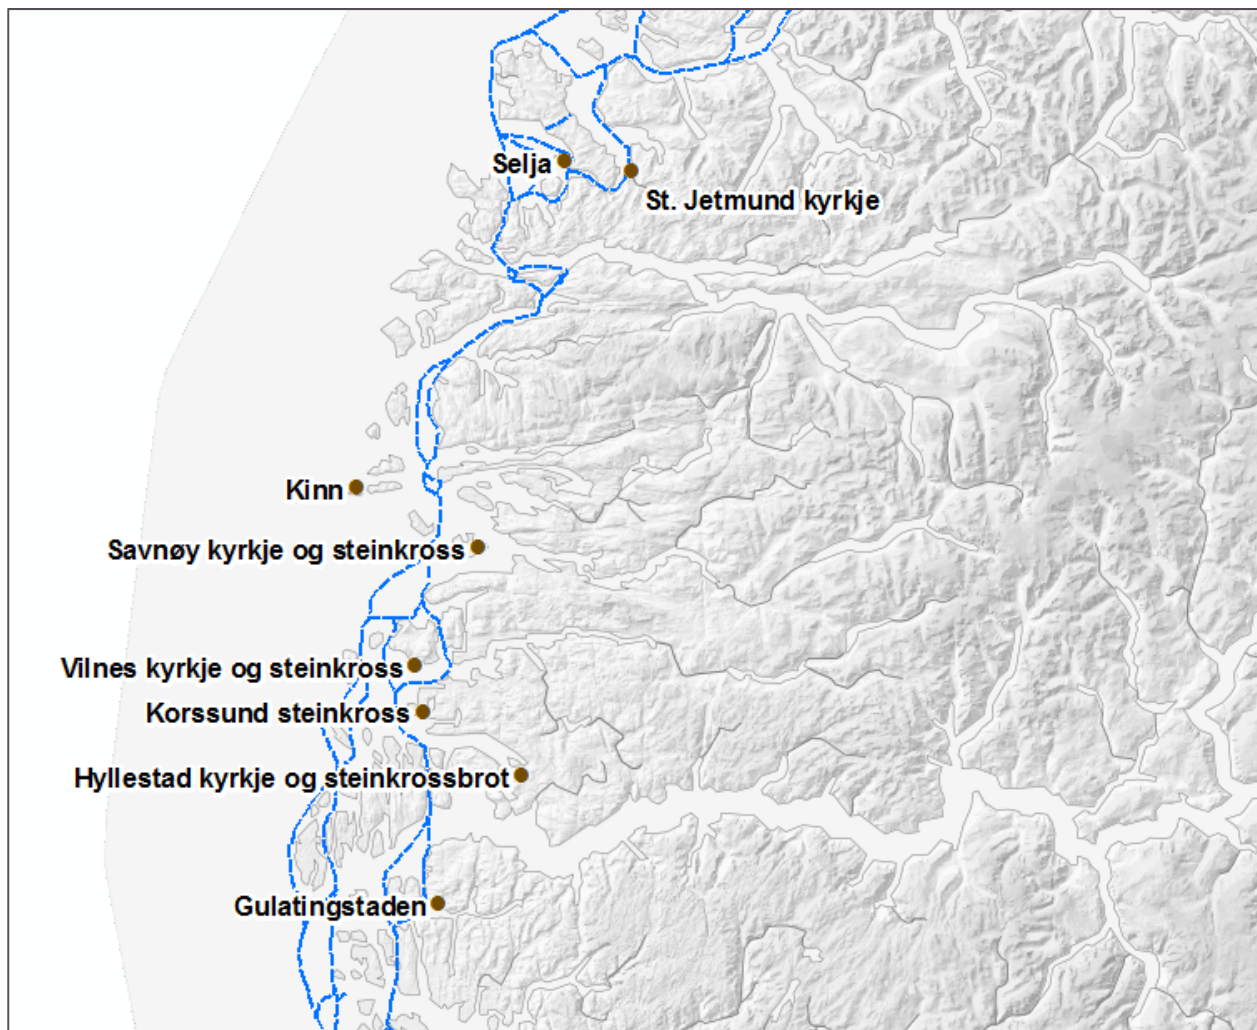 Selja
St. Jetmund kyrkje
Kinn
Savnøy kyrkje og steinkross
Vilnes kyrkje og steinkross
Korssund steinkross
Hyllestad kyrkje og steinkrossbrot
Gulatingstaden